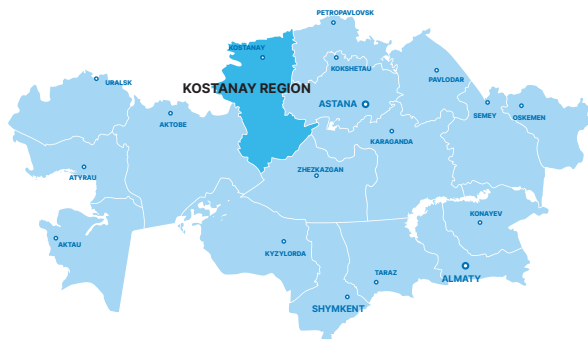 PETROPAVLOVSK
KOSTANAY
KOKSHETAU
PAVLODAR
URALSK
KOSTANAY REGION
ASTANA
SEMEY
OSKEMEN
AKTOBE
KARAGANDA
ATYRAU
ZHEZKAZGAN
KONAYEV
AKTAU
KYZYLORDA
TARAZ
ALMATY
SHYMKENT